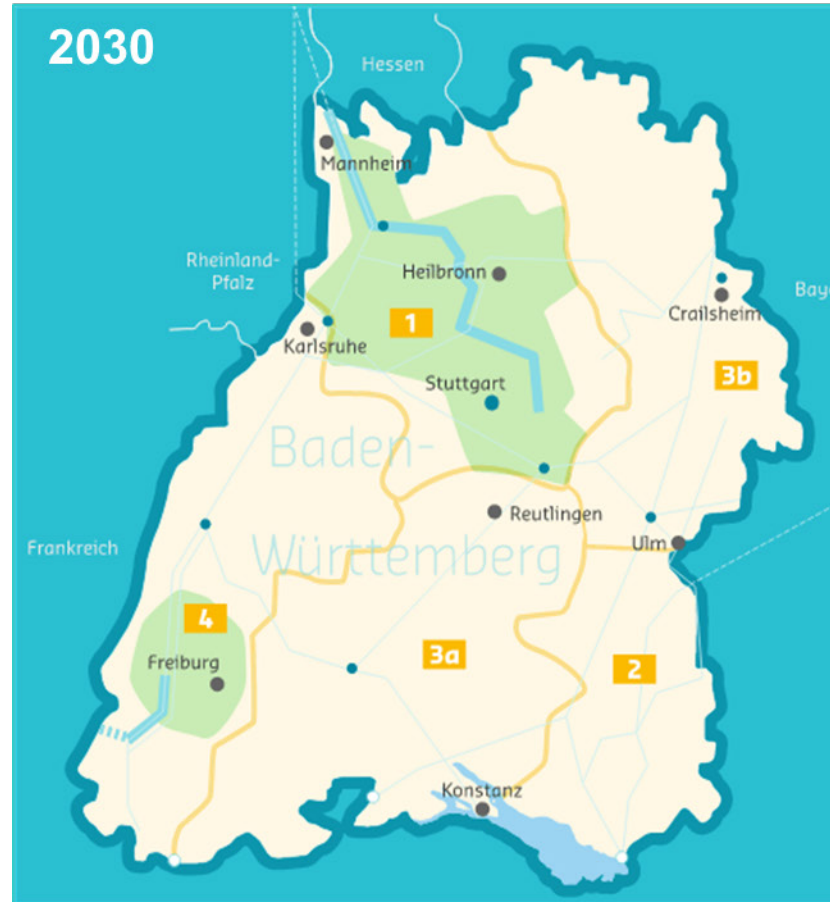 2030
Hessen
Mannheim
Rheinland-
Pfalz
Heilbronn
Baye
Crailsheim
1
Karlsruhe
3b
Stuttgart
Baden-
Reutlingen
Frankreich
Ulm
Württemberg
4
3a
2
Freiburg
Konstanz